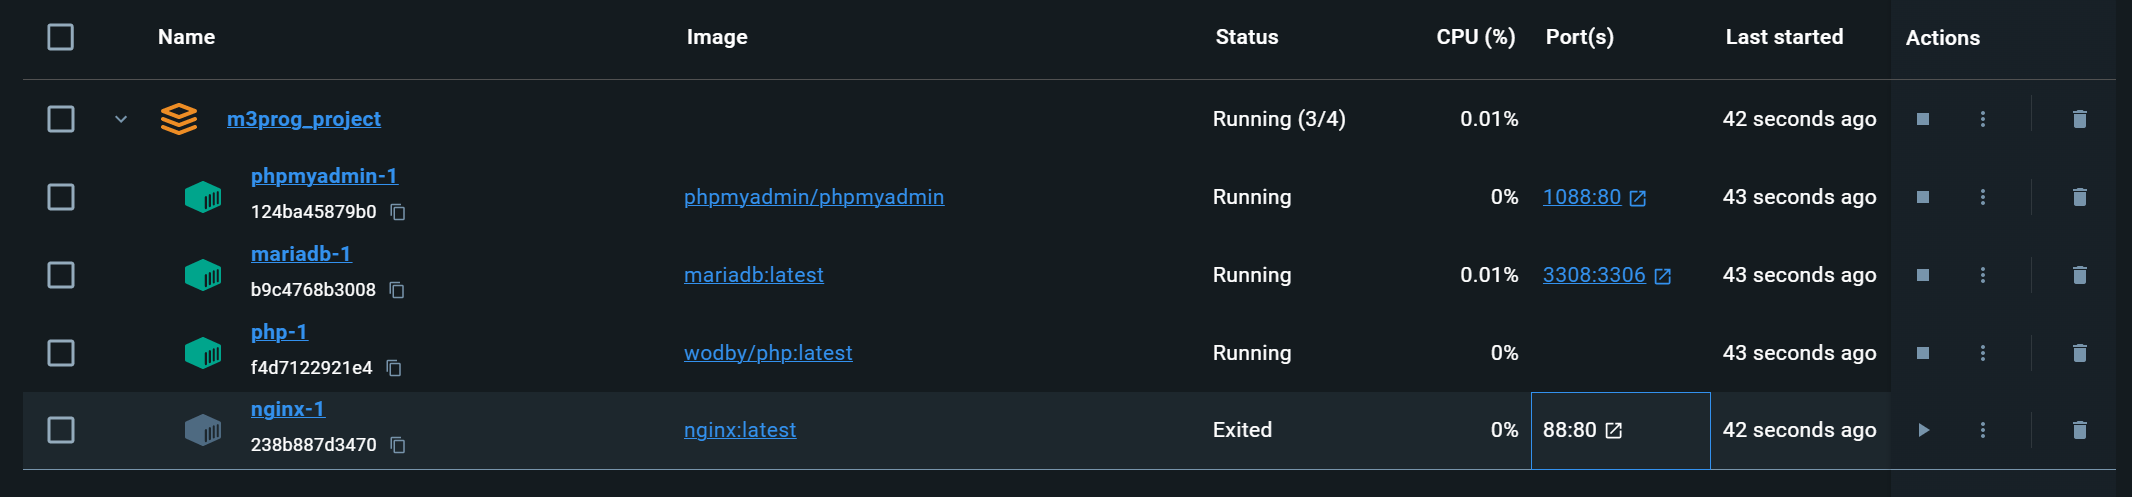 Name Image Status CPU (%) Port(s) Last started Actions
m3prog_project Running (3/4) 0.01% 42 seconds ago
phpmyadmin-1
124ba45879b0 phpmyadmin/phpmyadmin Running 0% 1088:80 43 seconds ago
mariadb-1
b9c4768b3008 mariadb:latest Running 0.01% 3308:3306 43 seconds ago
php-1
f4d7122921e4 wodby/php:latest Running 0% 43 seconds ago
nginx-1
238b887d3470 nginx:latest Exited 0% 88:80 42 seconds ago